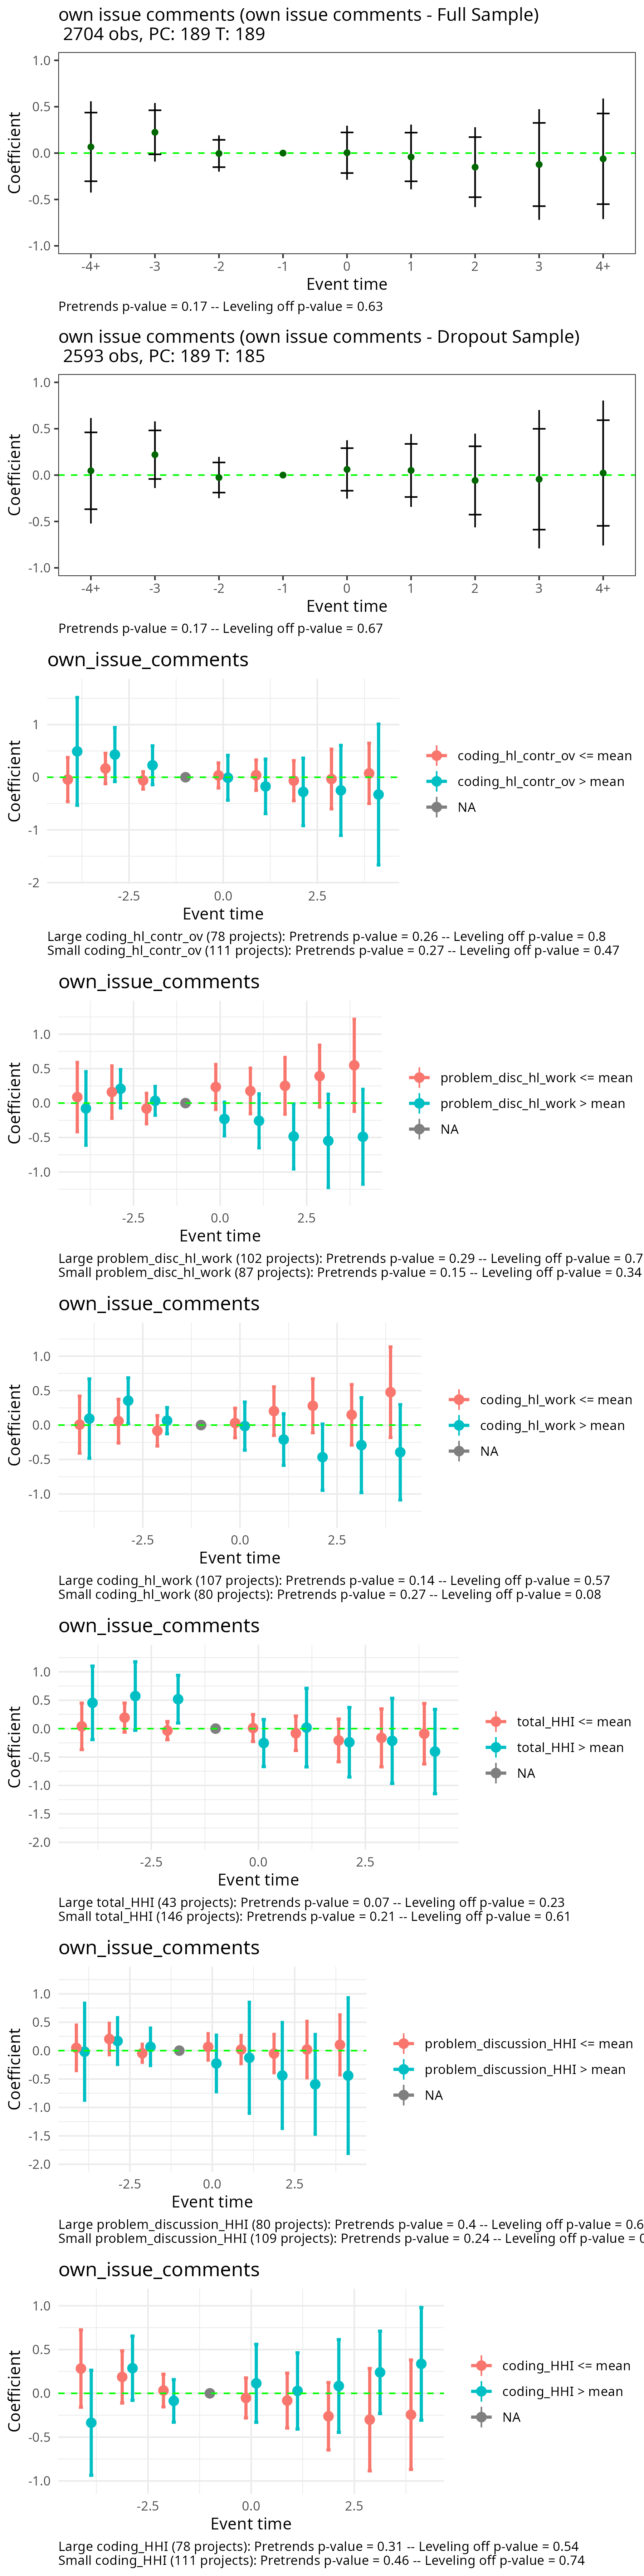 own issue comments (own issue comments - Full Sample)
2704 obs, PC: 189 T: 189
1.0
0.5
0.0
-0.5
-1.0
Coefficient
-4+ -3 -2 -1 0 1 2 3 4+
Event time
Pretrends p-value = 0.17 -- Leveling off p-value = 0.63
own issue comments (own issue comments - Dropout Sample)
2593 obs, PC: 189 T: 185
1.0
0.5
0.0
-0.5
-1.0
Coefficient
-4+ -3 -2 -1 0 1 2 3 4+
Event time
Pretrends p-value = 0.17 -- Leveling off p-value = 0.67
own_issue_comments
1
0
-1
-2
Coefficient
coding_hl_contr_ov <= mean
coding_hl_contr_ov > mean
NA
-2.5 0.0 2.5
Event time
Large coding_hl_contr_ov (78 projects): Pretrends p-value = 0.26 -- Leveling off p-value = 0.8
Small coding_hl_contr_ov (111 projects): Pretrends p-value = 0.27 -- Leveling off p-value = 0.47
own_issue_comments
1.0
0.5
0.0
-0.5
-1.0
Coefficient
problem_disc_hl_work <= mean
problem_disc_hl_work > mean
NA
-2.5 0.0 2.5
Event time
Large problem_disc_hl_work (102 projects): Pretrends p-value = 0.29 -- Leveling off p-value = 0.7
Small problem_disc_hl_work (87 projects): Pretrends p-value = 0.15 -- Leveling off p-value = 0.34
own_issue_comments
1.0
0.5
0.0
-0.5
-1.0
Coefficient
coding_hl_work <= mean
coding_hl_work > mean
NA
-2.5 0.0 2.5
Event time
Large coding_hl_work (107 projects): Pretrends p-value = 0.14 -- Leveling off p-value = 0.57
Small coding_hl_work (80 projects): Pretrends p-value = 0.27 -- Leveling off p-value = 0.08
own_issue_comments
1.0
0.5
0.0
-0.5
-1.0
-1.5
-2.0
Coefficient
total_HHI <= mean
total_HHI > mean
NA
-2.5 0.0 2.5
Event time
Large total_HHI (43 projects): Pretrends p-value = 0.07 -- Leveling off p-value = 0.23
Small total_HHI (146 projects): Pretrends p-value = 0.21 -- Leveling off p-value = 0.61
own_issue_comments
1.0
0.5
0.0
-0.5
-1.0
-1.5
-2.0
Coefficient
problem_discussion_HHI <= mean
problem_discussion_HHI > mean
NA
-2.5 0.0 2.5
Event time
Large problem_discussion_HHI (80 projects): Pretrends p-value = 0.4 -- Leveling off p-value = 0.6
Small problem_discussion_HHI (109 projects): Pretrends p-value = 0.24 -- Leveling off p-value =
own_issue_comments
1.0
0.5
0.0
-0.5
-1.0
Coefficient
coding_HHI <= mean
coding_HHI > mean
NA
-2.5 0.0 2.5
Event time
Large coding_HHI (78 projects): Pretrends p-value = 0.31 -- Leveling off p-value = 0.54
Small coding_HHI (111 projects): Pretrends p-value = 0.46 -- Leveling off p-value = 0.74